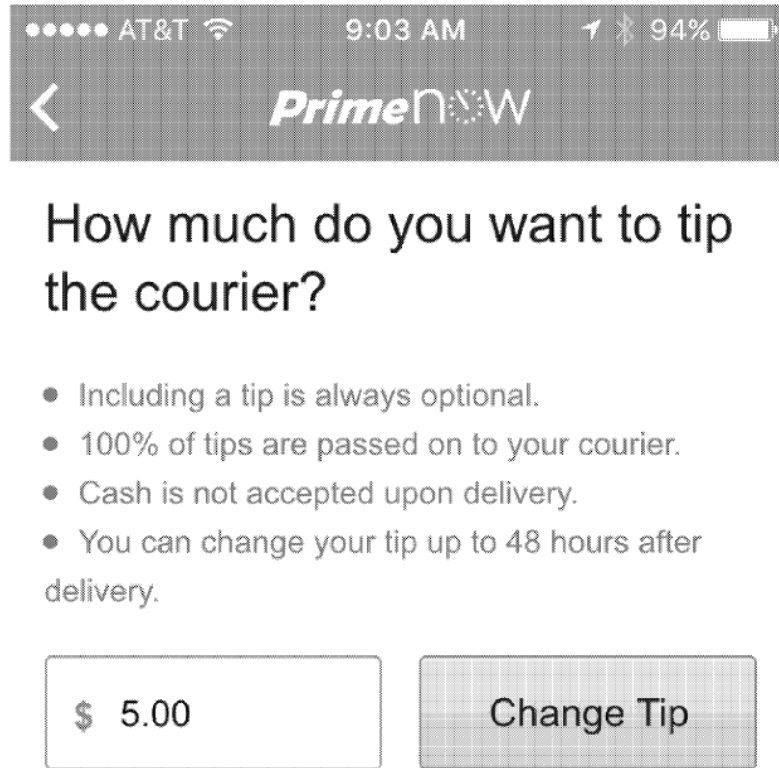 AT&T 9:03 AM 94%
Prime now
How much do you want to tip
the courier?
• Including a tip is always optional.
• 100% of tips are passed on to your courier.
• Cash is not accepted upon delivery.
• You can change your tip up to 48 hours after
delivery.
$ 5.00 Change Tip